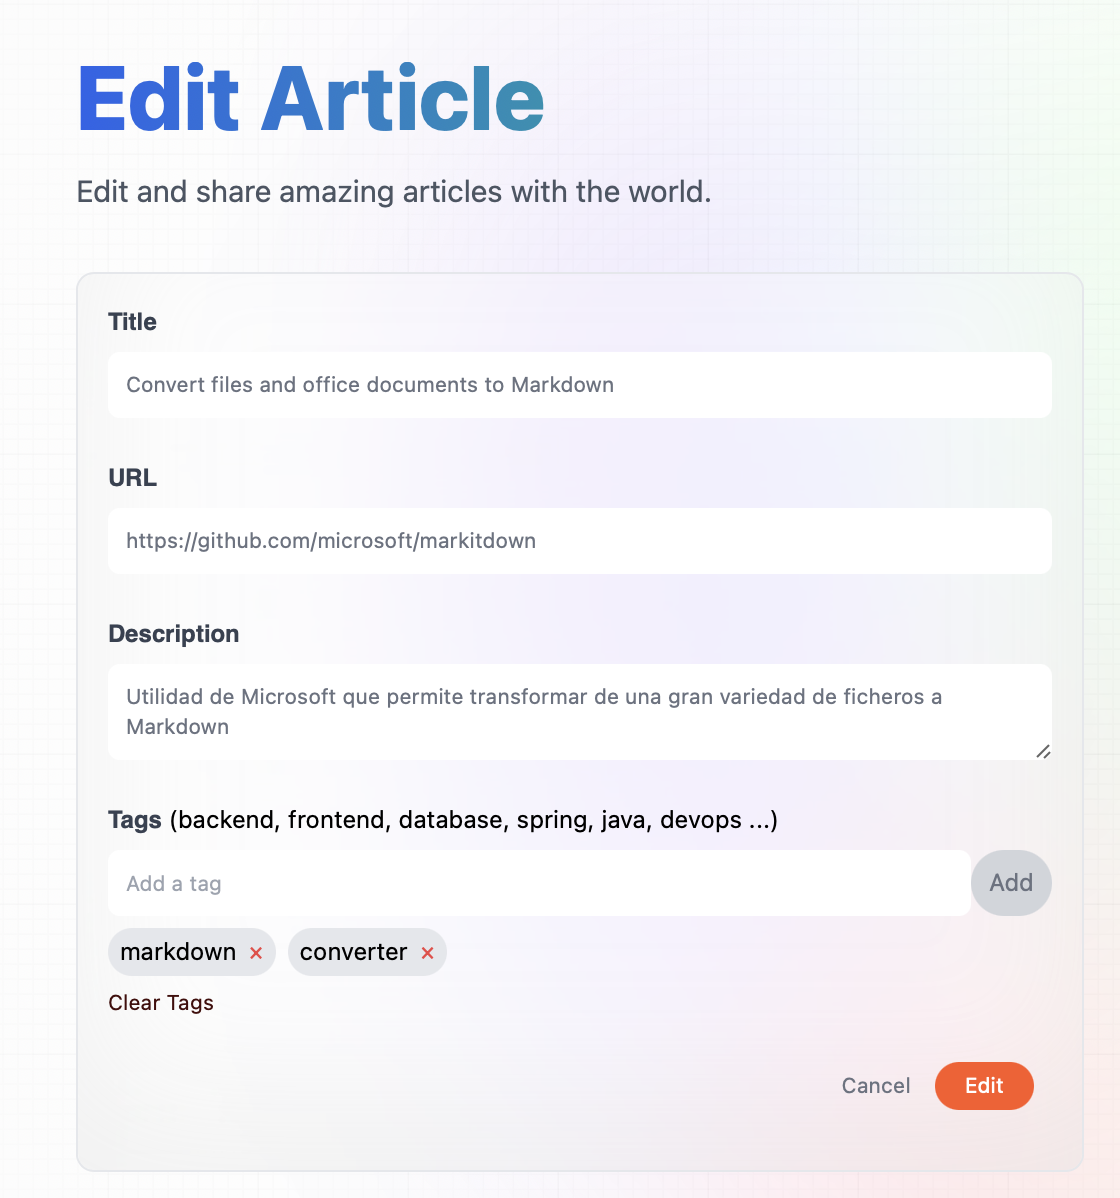 Edit Article
Edit and share amazing articles with the world.
Title
Convert files and office documents to Markdown
URL
https://github.com/microsoft/markitdown
Description
Utilidad de Microsoft que permite transformar de una gran variedad de ficheros a
Markdown
Tags (backend, frontend, database, spring, java, devops ...)
Add a tag
Add
markdown × converter ×
Clear Tags
Cancel Edit